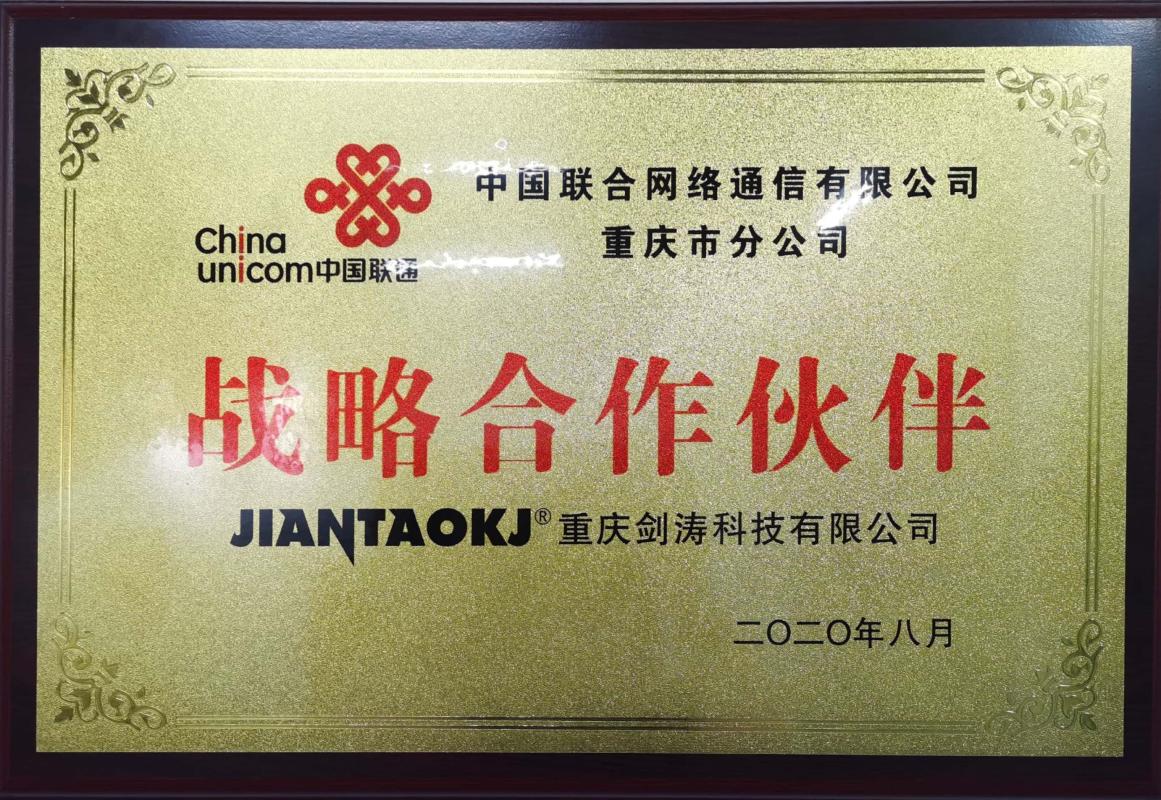 China
unicom中国联通
中国联合网络通信有限公司
重庆市分公司
战略合作伙伴
JIANTAOKJ® 重庆剑涛科技有限公司
二〇二〇年八月